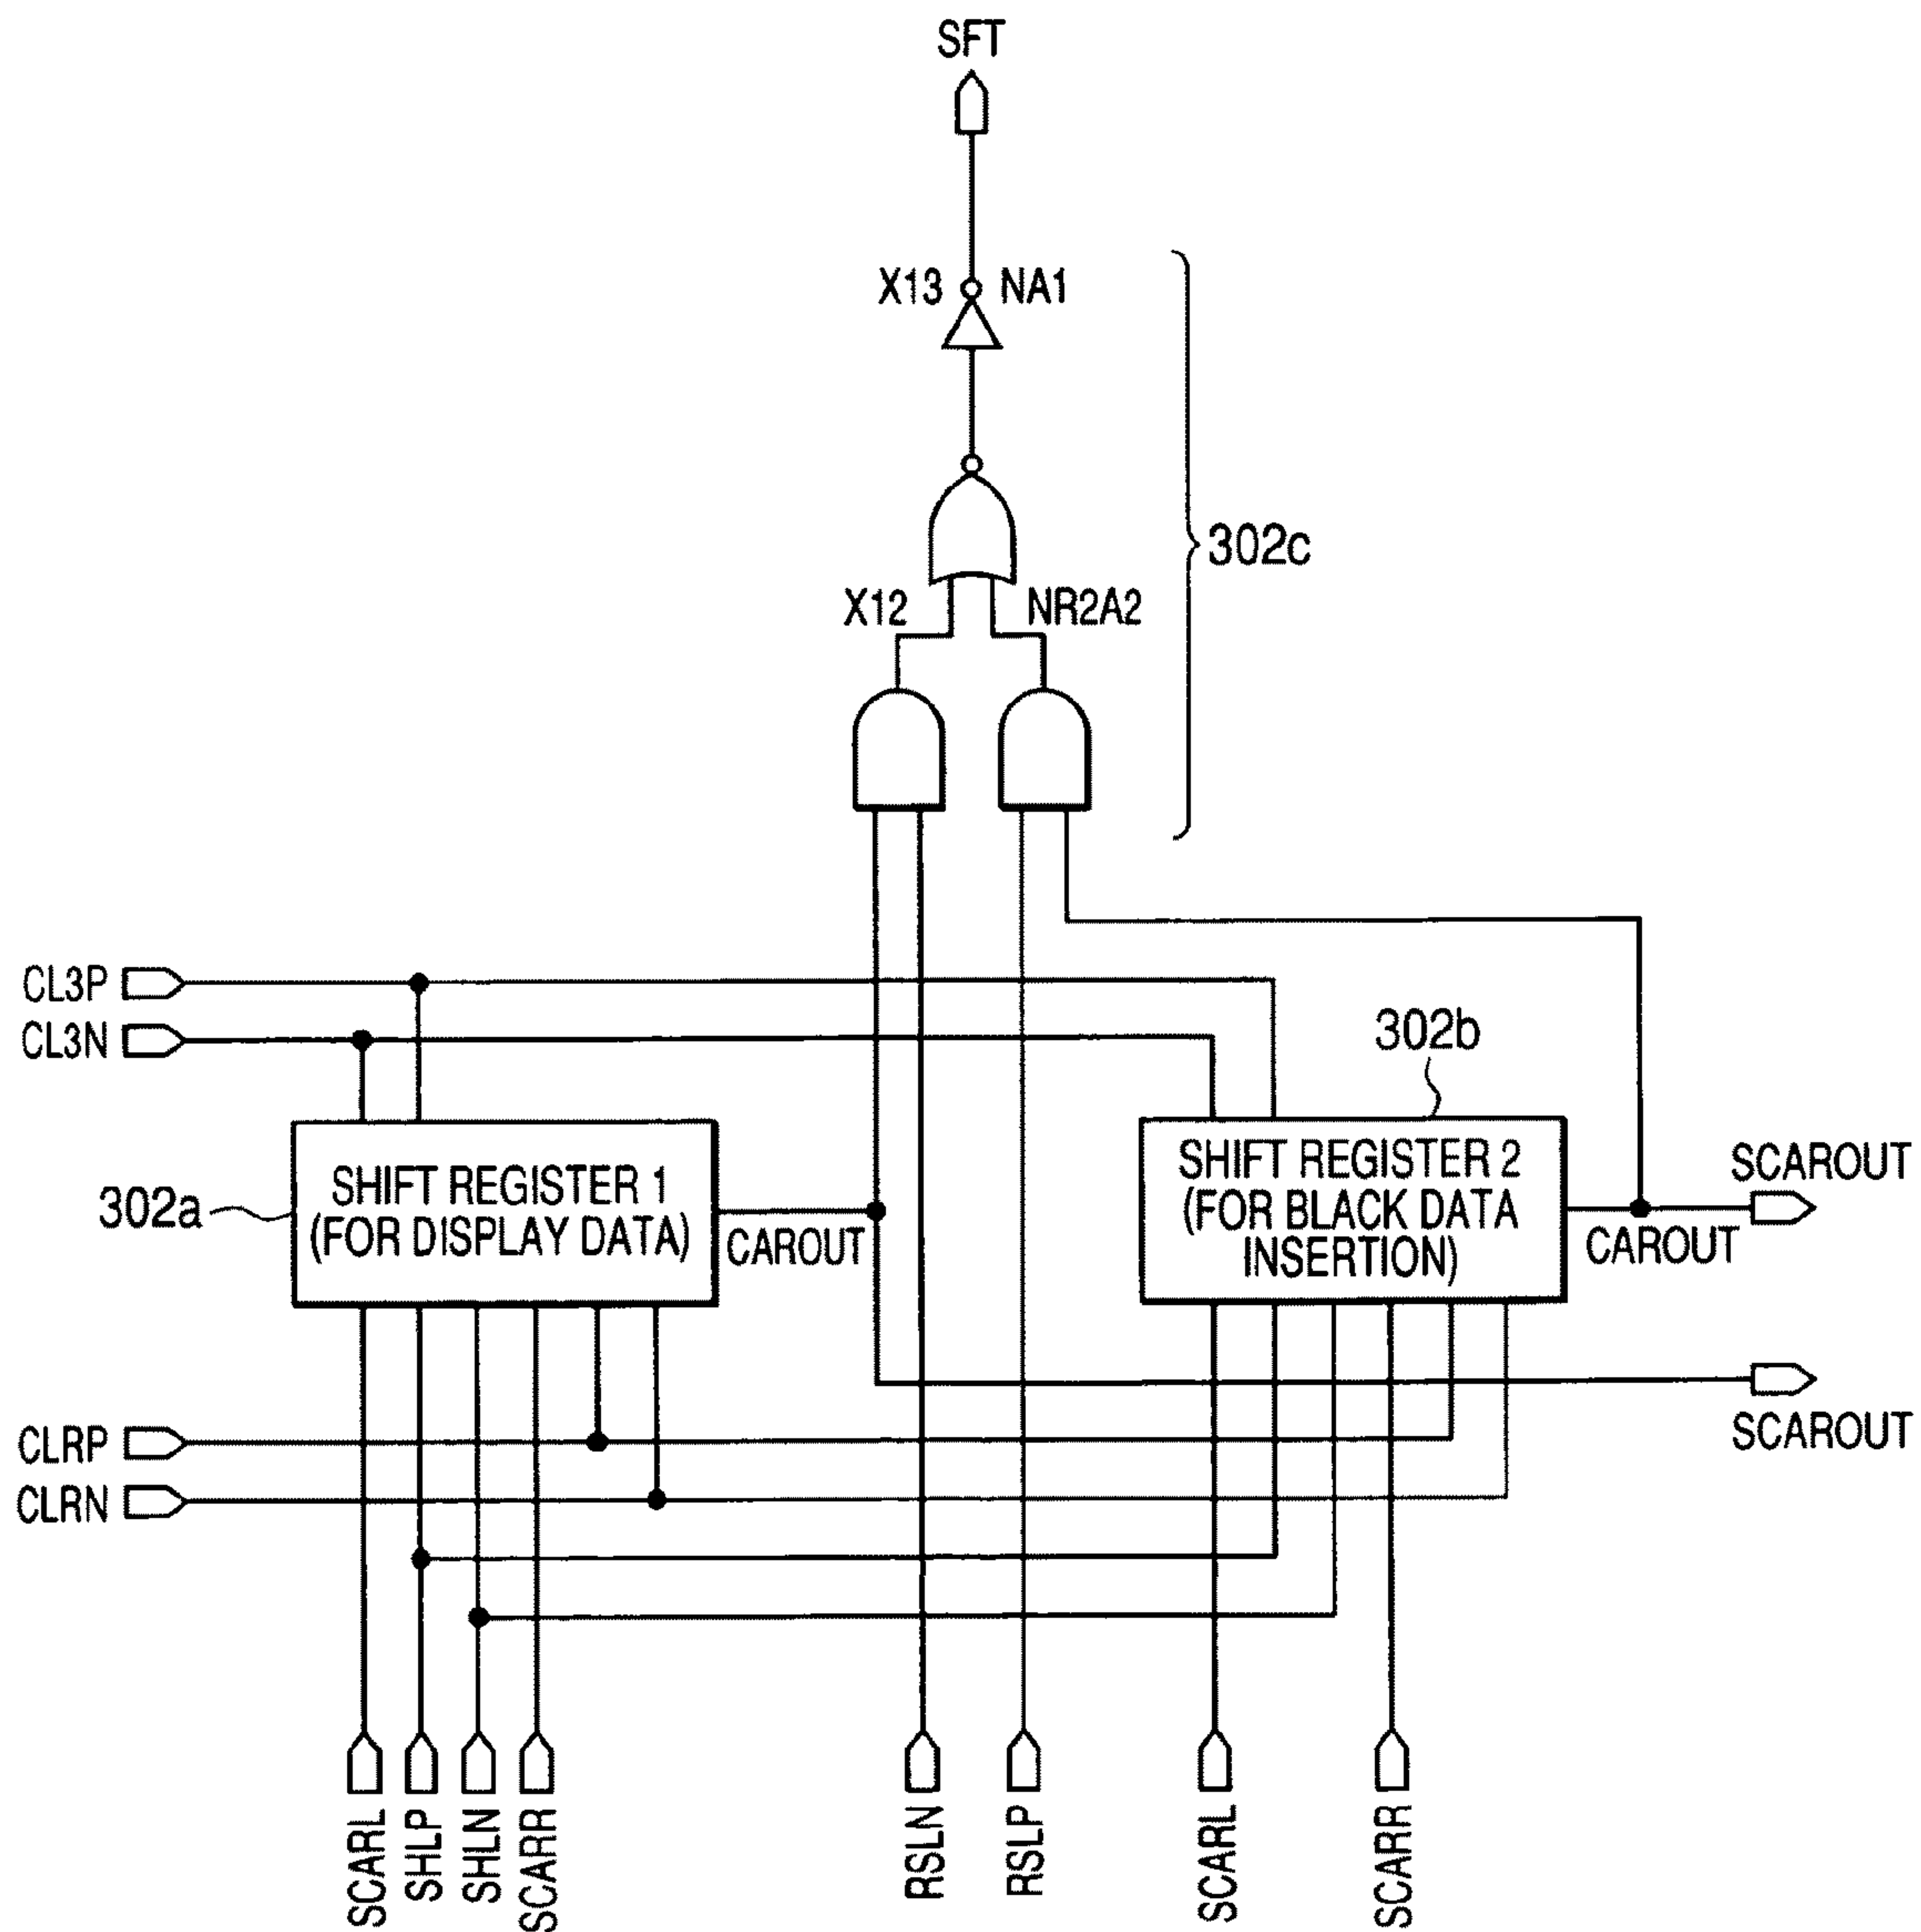 SFT
X13 NA1
302c
X12 NR2A2
CL3P
CL3N
302b
302a
SHIFT REGISTER 1
(FOR DISPLAY DATA)
CAROUT
SHIFT REGISTER 2
(FOR BLACK DATA
INSERTION)
SCAROUT
CAROUT
SCAROUT
CLRP
CLRN
SCARL
SHLP
SHLN
SCARR
RSLN
RSLP
SCARL
SCARR